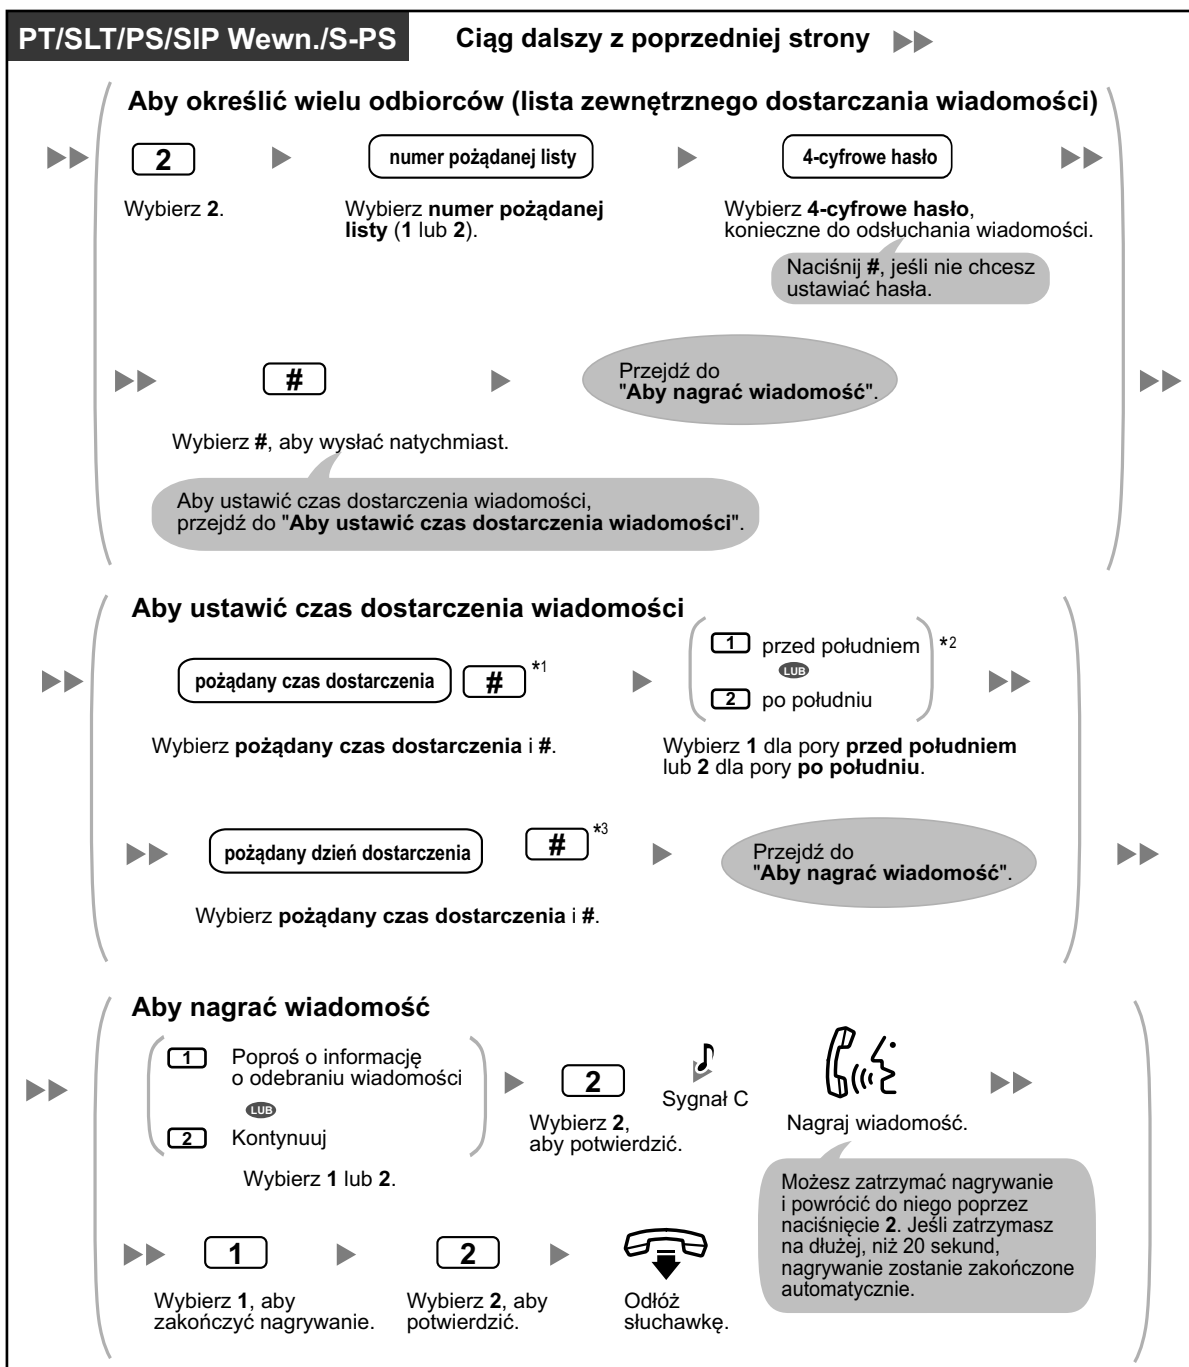 PT/SLT/PS/SIP Wewn./S-PS
Ciąg dalszy z poprzedniej strony
Aby określić wielu odbiorców (lista zewnętrznego dostarczania wiadomości)
2
numer pożądanej listy
4-cyfrowe hasło
Wybierz 2.
Wybierz numer pożądanej
listy (1 lub 2).
Wybierz 4-cyfrowe hasło,
konieczne do odsłuchania wiadomości.
Naciśnij #, jeśli nie chcesz
ustawiać hasła.
#
Przejdź do
"Aby nagrać wiadomość".
Wybierz #, aby wysłać natychmiast.
Aby ustawić czas dostarczenia wiadomości,
przejdź do "Aby ustawić czas dostarczenia wiadomości".
Aby ustawić czas dostarczenia wiadomości
pożądany czas dostarczenia
# *1
1 przed południem
LUB
2 po południu
*2
Wybierz pożądany czas dostarczenia i #.
Wybierz 1 dla pory przed południem
lub 2 dla pory po południu.
pożądany dzień dostarczenia
# *3
Przejdź do
"Aby nagrać wiadomość".
Wybierz pożądany czas dostarczenia i #.
Aby nagrać wiadomość
1 Poproś o informację
o odebraniu wiadomości
LUB
2 Kontynuuj
Wybierz 1 lub 2.
2
Wybierz 2,
aby potwierdzić.
Sygnał C
Nagraj wiadomość.
Możesz zatrzymać nagrywanie
i powrócić do niego poprzez
naciśnięcie 2. Jeśli zatrzymasz
na dłużej, niż 20 sekund,
nagrywanie zostanie zakończone
automatycznie.
1
Wybierz 1, aby
zakończyć nagrywanie.
2
Wybierz 2, aby
potwierdzić.
Odłóż
słuchawkę.